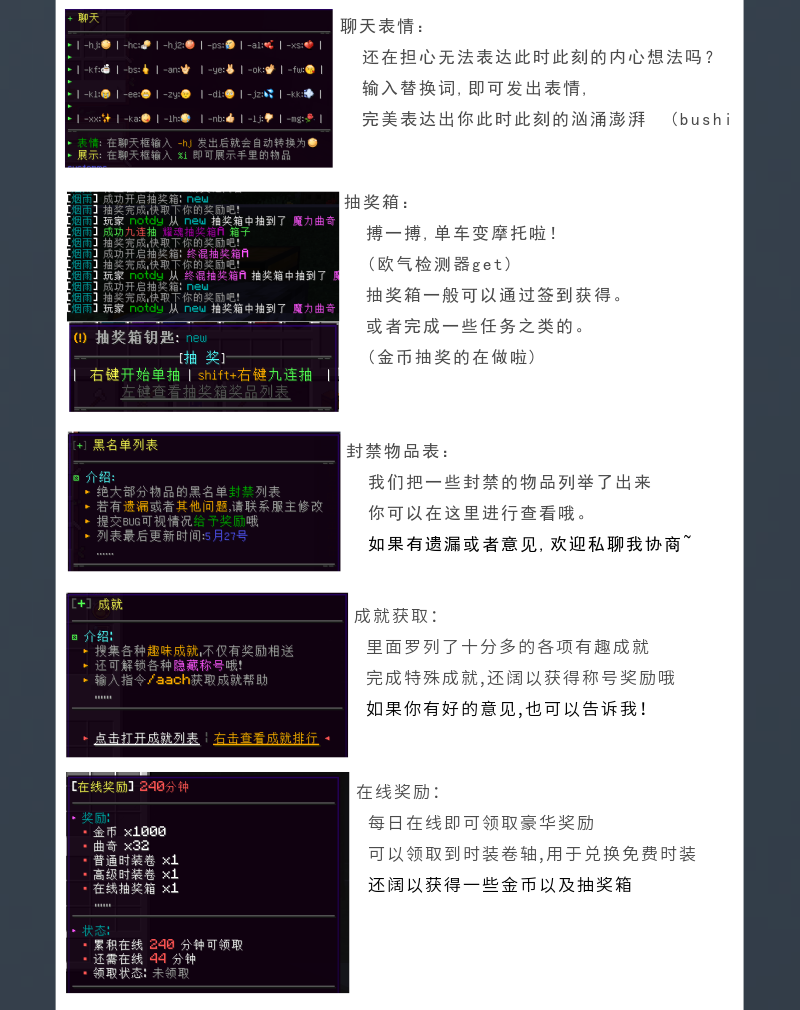 + 聊天
| -hj: | -hc: | -hj2: | -ps: | -ai: | -xs: |
| -kf: | -bs: | -an: | -ye: | -ok: | -fw: |
| -kl: | -ee: | -zy: | -di: | -jz: | -kk: |
| -xx: | -ka: | -lh: | -nb: | -ij: | -mg: |
表情: 在聊天框输入 -hj 发出后就会自动转换为
展示: 在聊天框输入 %i 即可展示手里的物品
聊天表情：
还在担心无法表达此时此刻的内心想法吗？
输入替换词，即可发出表情，
完美表达出你此时此刻的汹涌澎湃 （bushi
[烟雨] 成功开启抽奖箱: new
[烟雨] 抽奖完成,快取下你的奖励吧!
[烟雨] 玩家 notdy 从 new 抽奖箱中抽到了 魔力曲奇
[烟雨] 成功九连抽 终混抽奖箱A 箱子
[烟雨] 抽奖完成,快取下你的奖励吧!
[烟雨] 成功开启抽奖箱: 终混抽奖箱A
[烟雨] 抽奖完成,快取下你的奖励吧!
[烟雨] 玩家 notdy 从 终混抽奖箱A 抽奖箱中抽到了
[烟雨] 成功开启抽奖箱: new
[烟雨] 抽奖完成,快取下你的奖励吧!
[烟雨] 玩家 notdy 从 new 抽奖箱中抽到了 魔力曲奇
(!) 抽奖箱钥匙: new
[抽 奖]
| 右键开始单抽 | shift+右键九连抽 |
左键查看抽奖箱奖品列表
抽奖箱：
搏一搏，单车变摩托啦！
（欧气检测器get）
抽奖箱一般可以通过签到获得。
或者完成一些任务之类的。
（金币抽奖的在做啦）
[+] 黑名单列表
介绍:
绝大部分物品的黑名单封禁列表
若有遗漏或者其他问题,请联系服主修改
提交BUG可视情况给予奖励哦
列表最后更新时间:5月27号
......
封禁物品表：
我们把一些封禁的物品列举了出来
你可以在这里进行查看哦。
如果有遗漏或者意见，欢迎私聊我协商~
[+] 成就
介绍:
搜集各种趣味成就,不仅有奖励相送
还可解锁各种隐藏称号哦!
输入指令/aach获取成就帮助
......
点击打开成就列表 ¦ 右击查看成就排行
成就获取：
里面罗列了十分多的各项有趣成就
完成特殊成就,还阔以获得称号奖励哦
如果你有好的意见,也可以告诉我！
[在线奖励] 240分钟
奖励:
金币 x1000
曲奇 x32
普通时装卷 x1
高级时装卷 x1
在线抽奖箱 x1
......
状态:
累积在线 240 分钟可领取
还需在线 44 分钟
领取状态: 未领取
在线奖励：
每日在线即可领取豪华奖励
可以领取到时装卷轴,用于兑换免费时装
还阔以获得一些金币以及抽奖箱